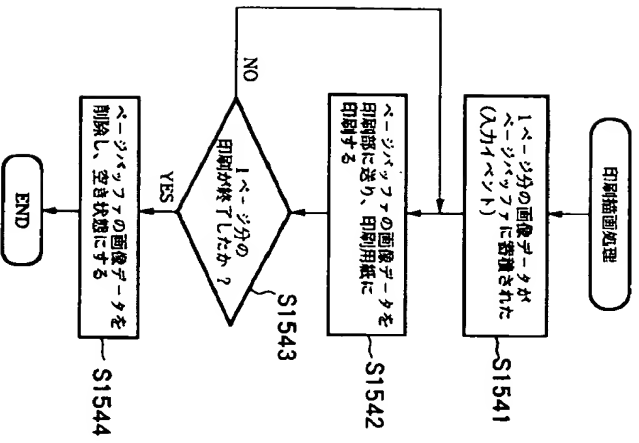 印刷描画処理
1ページ分の画像データが
ページバッファに蓄積された
(入力イベント)
S1541
ページバッファの画像データを
印刷部に送り、印刷用紙に
印刷する
S1542
1ページ分の
印刷が終了したか？
S1543
NO
YES
ページバッファの画像データを
削除し、空き状態にする
S1544
END